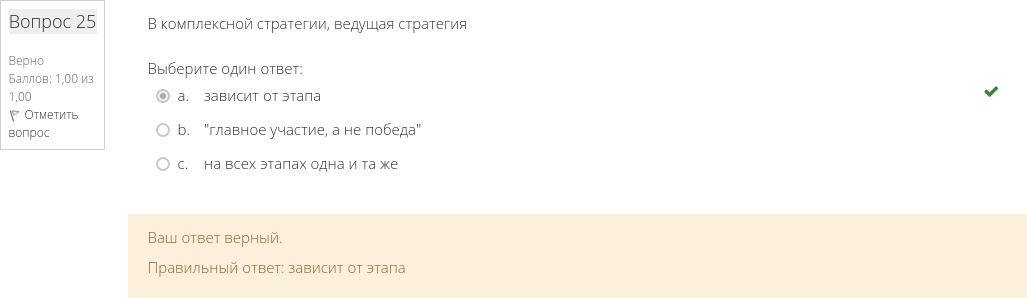 Вопрос 25
Верно
Баллов: 1,00 из
1,00
Отметить
вопрос
В комплексной стратегии, ведущая стратегия
Выберите один ответ:
a. зависит от этапа
b. "главное участие, а не победа"
c. на всех этапах одна и та же
Ваш ответ верный.
Правильный ответ: зависит от этапа